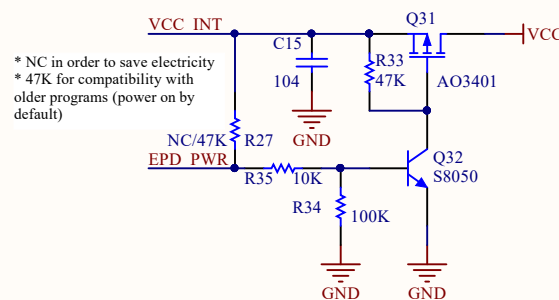 VCC_INT
Q31
VCC
C15
* NC in order to save electricity
* 47K for compatibility with
older programs (power on by
default)
R33
47K
104
AO3401
GND
NC/47K R27
Q32
EPD_PWR
S8050
R35 10K
R34
100K
GND
GND